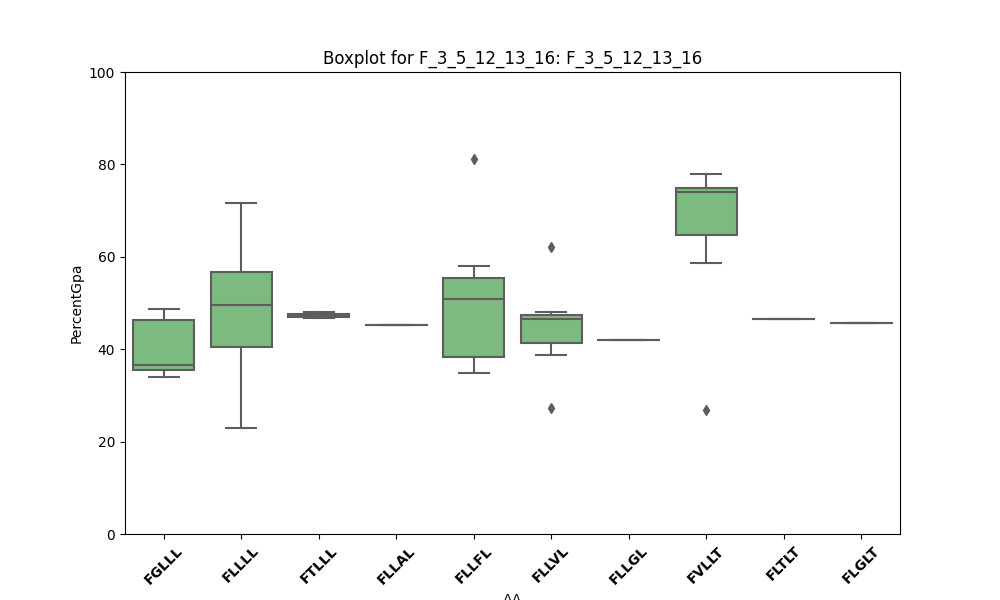 Boxplot for F_3_5_12_13_16: F_3_5_12_13_16
100
80
60
40
20
0
PercentGpa
FGLLL
FLLLL
FTLLL
FLLAL
FLLFL
FLLVL
FLLGL
FVLLT
FLTLT
FLGLT
AA